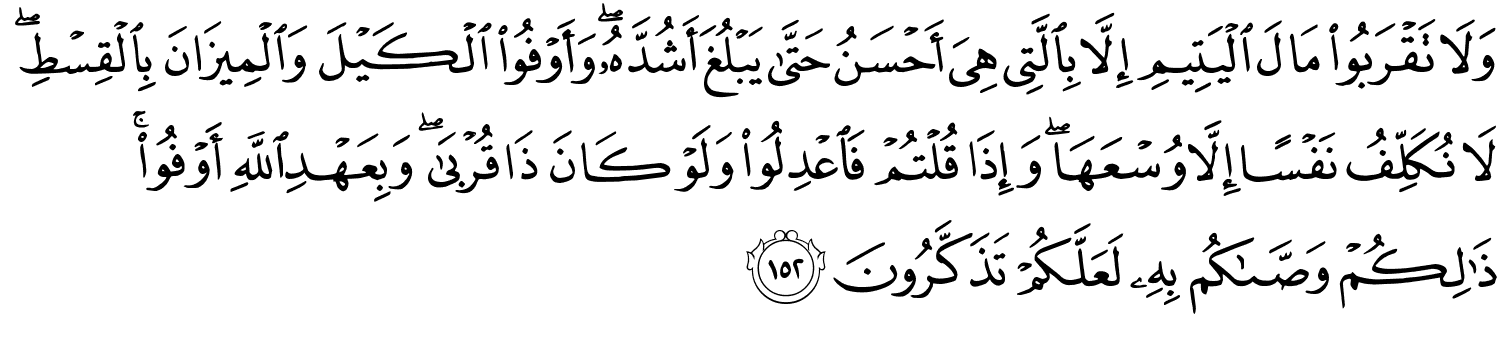 وَلَا تَقۡرَبُواْ مَالَ ٱلۡيَتِيمِ إِلَّا بِٱلَّتِي هِيَ أَحۡسَنُ حَتَّىٰ يَبۡلُغَ أَشُدَّهُۥۖ وَأَوۡفُواْ ٱلۡكَيۡلَ وَٱلۡمِيزَانَ بِٱلۡقِسۡطِۖ
لَا نُكَلِّفُ نَفۡسًا إِلَّا وُسۡعَهَاۖ وَإِذَا قُلۡتُمۡ فَٱعۡدِلُواْ وَلَوۡ كَانَ ذَا قُرۡبَىٰۖ وَبِعَهۡدِ ٱللَّهِ أَوۡفُواْۚ
ذَٰلِكُمۡ وَصَّىٰكُم بِهِۦ لَعَلَّكُمۡ تَذَكَّرُونَ ١٥٢